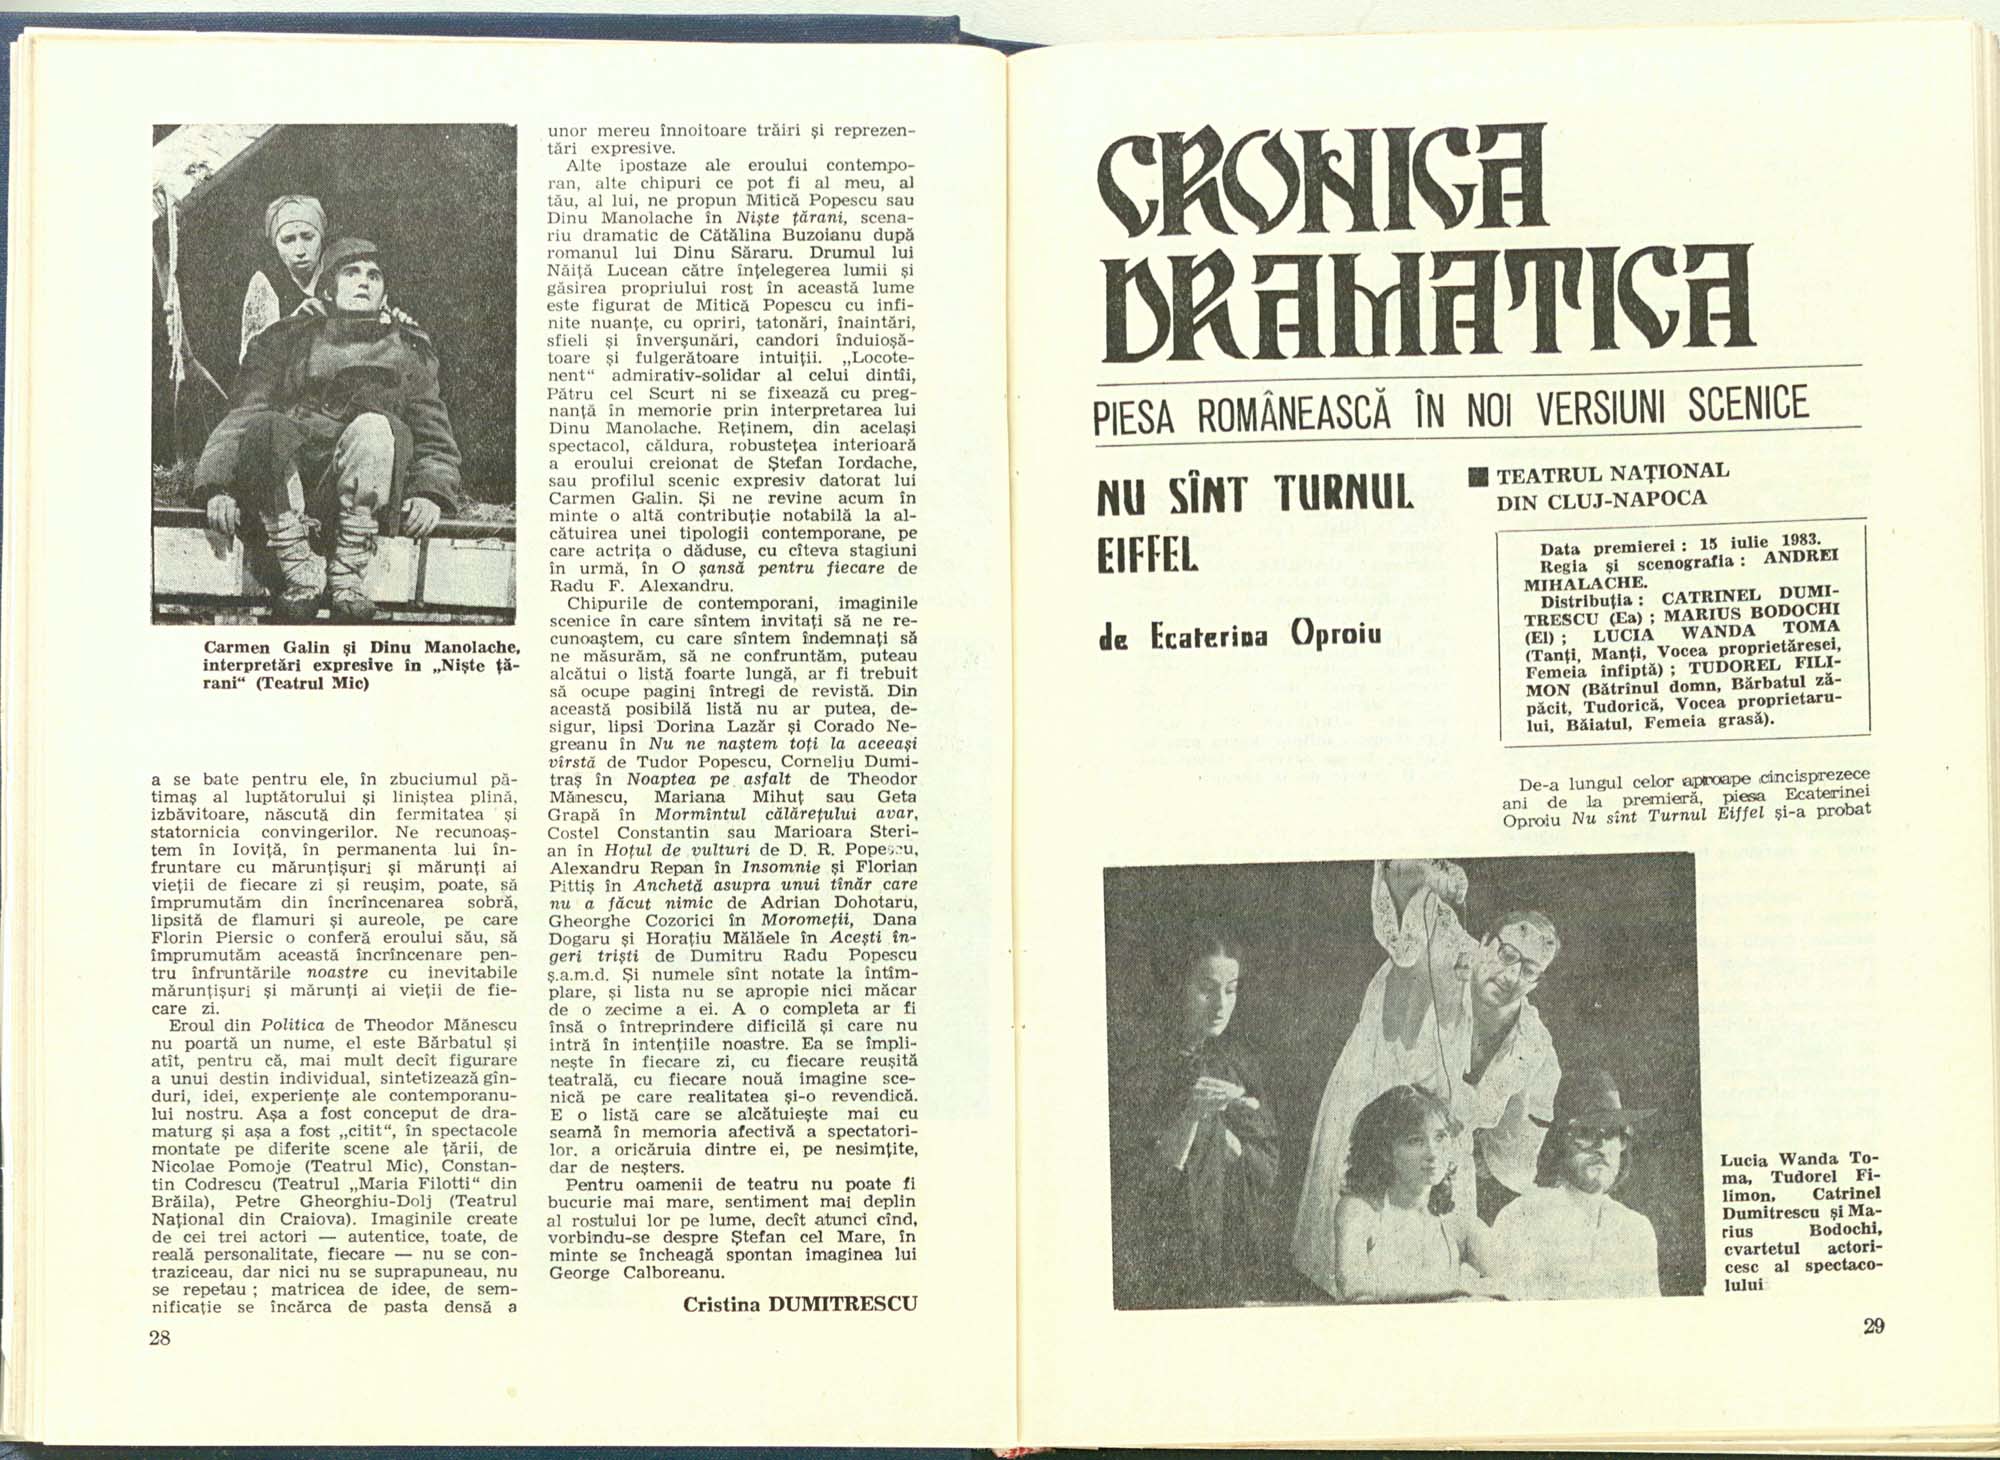 Carmen Galin și Dinu Manolache,
interpretări expresive în „Niște ță-
rani“ (Teatrul Mic)
a se bate pentru ele, în zbuciumul pă-
timaș al luptătorului și liniștea plină,
izbăvitoare, născută din fermitatea și
statornicia convingerilor. Ne recunoaș-
tem în Ioviță, în permanenta lui în-
fruntare cu mărunțișuri și mărunți ai
vieții de fiecare zi și reușim, poate, să
împrumutăm din încrîncenarea sobră,
lipsită de flamuri și aureole, pe care
Florin Piersic o conferă eroului său, să
împrumutăm această încrîncenare pen-
tru înfruntările noastre cu inevitabile
mărunțișuri și mărunți ai vieții de fie-
care zi.
Eroul din Politica de Theodor Mănescu
nu poartă un nume, el este Bărbatul și
atît, pentru că, mai mult decît figurare
a unui destin individual, sintetizează gîn-
duri, idei, experiențe ale contemporanu-
lui nostru. Așa a fost conceput de dra-
maturg și așa a fost „citit“, în spectacole
montate pe diferite scene ale țării, de
Nicolae Pomoje (Teatrul Mic), Constan-
tin Codrescu (Teatrul „Maria Filotti“ din
Brăila), Petre Gheorghiu-Dolj (Teatrul
Național din Craiova). Imaginile create
de cei trei actori — autentice, toate, de
reală personalitate, fiecare — nu se con-
traziceau, dar nici nu se suprapuneau, nu
se repetau ; matricea de idee, de sem-
nificație se încărca de pasta densă a
28
unor mereu înnoitoare trăiri și reprezen-
tări expresive.
Alte ipostaze ale eroului contempo-
ran, alte chipuri ce pot fi al meu, al
tău, al lui, ne propun Mitică Popescu sau
Dinu Manolache în Niște țărani, scena-
riu dramatic de Cătălina Buzoianu după
romanul lui Dinu Săraru. Drumul lui
Năiță Lucean către înțelegerea lumii și
găsirea propriului rost în această lume
este figurat de Mitică Popescu cu infi-
nite nuanțe, cu opriri, tatonări, înaintări,
sfieli și înverșunări, candori înduioșă-
toare și fulgerătoare intuiții. „Locote-
nent“ admirativ-solidar al celui dintîi,
Pătru cel Scurt ni se fixează cu preg-
nanță în memorie prin interpretarea lui
Dinu Manolache. Reținem, din același
spectacol, căldura, robustețea interioară
a eroului creionat de Ștefan Iordache,
sau profilul scenic expresiv datorat lui
Carmen Galin. Și ne revine acum în
minte o altă contribuție notabilă la al-
cătuirea unei tipologii contemporane, pe
care actrița o dăduse, cu cîteva stagiuni
în urmă, în O șansă pentru fiecare de
Radu F. Alexandru.
Chipurile de contemporani, imaginile
scenice în care sîntem invitați să ne re-
cunoaștem, cu care sîntem îndemnați să
ne măsurăm, să ne confruntăm, puteau
alcătui o listă foarte lungă, ar fi trebuit
să ocupe pagini întregi de revistă. Din
această posibilă listă nu ar putea, de-
sigur, lipsi Dorina Lazăr și Corado Ne-
greanu în Nu ne naștem toți la aceeași
vîrstă de Tudor Popescu, Corneliu Dumi-
traș în Noaptea pe asfalt de Theodor
Mănescu, Mariana Mihuț sau Geta
Grapă în Mormîntul călărețului avar,
Costel Constantin sau Marioara Steri-
an în Hoțul de vulturi de D. R. Popescu,
Alexandru Repan în Insomnie și Florian
Pittiș în Anchetă asupra unui tînăr care
nu a făcut nimic de Adrian Dohotaru,
Gheorghe Cozorici în Moromeții, Dana
Dogaru și Horațiu Mălăele în Acești în-
geri triști de Dumitru Radu Popescu
ș.a.m.d. Și numele sînt notate la întîm-
plare, și lista nu se apropie nici măcar
de o zecime a ei. A o completa ar fi
însă o întreprindere dificilă și care nu
intră în intențiile noastre. Ea se împli-
nește în fiecare zi, cu fiecare reușită
teatrală, cu fiecare nouă imagine sce-
nică pe care realitatea și-o revendică.
E o listă care se alcătuiește mai cu
seamă în memoria afectivă a spectatori-
lor. a oricăruia dintre ei, pe nesimțite,
dar de neșters.
Pentru oamenii de teatru nu poate fi
bucurie mai mare, sentiment mai deplin
al rostului lor pe lume, decît atunci cînd,
vorbindu-se despre Ștefan cel Mare, în
minte se încheagă spontan imaginea lui
George Calboreanu.
Cristina DUMITRESCU
CRONICA
DRAMATICA
PIESA ROMÂNEASCĂ ÎN NOI VERSIUNI SCENICE
NU SÎNT TURNUL
EIFFEL
de Ecaterina Oproiu
■ TEATRUL NAȚIONAL
DIN CLUJ-NAPOCA
Data premierei : 15 iulie 1983.
Regia și scenografia : ANDREI
MIHALACHE.
Distribuția : CATRINEL DUMI-
TRESCU (Ea) ; MARIUS BODOCHI
(El) ; LUCIA WANDA TOMA
(Tanți, Manți, Vocea proprietăresei,
Femeia înfiptă) ; TUDOREL FILI-
MON (Bătrînul domn, Bărbatul ză-
păcit, Tudorică, Vocea proprietaru-
lui, Băiatul, Femeia grasă).
De-a lungul celor aproape cincisprezece
ani de la premieră, piesa Ecaterinei
Oproiu Nu sînt Turnul Eiffel și-a probat
Lucia Wanda To-
ma, Tudorel Fi-
limon, Catrinel
Dumitrescu și Ma-
rius Bodochi,
cvartetul actori-
cesc al spectaco-
lului
29